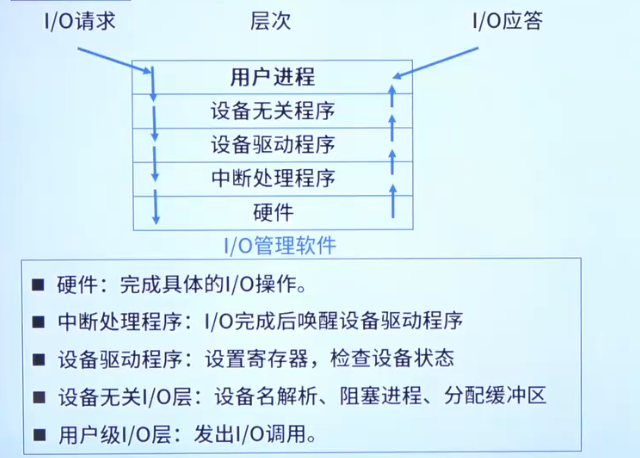 I/O请求 层次 I/O应答
用户进程
设备无关程序
设备驱动程序
中断处理程序
硬件
I/O管理软件
■ 硬件：完成具体的I/O操作。
■ 中断处理程序：I/O完成后唤醒设备驱动程序
■ 设备驱动程序：设置寄存器，检查设备状态
■ 设备无关I/O层：设备名解析、阻塞进程、分配缓冲区
■ 用户级I/O层：发出I/O调用。